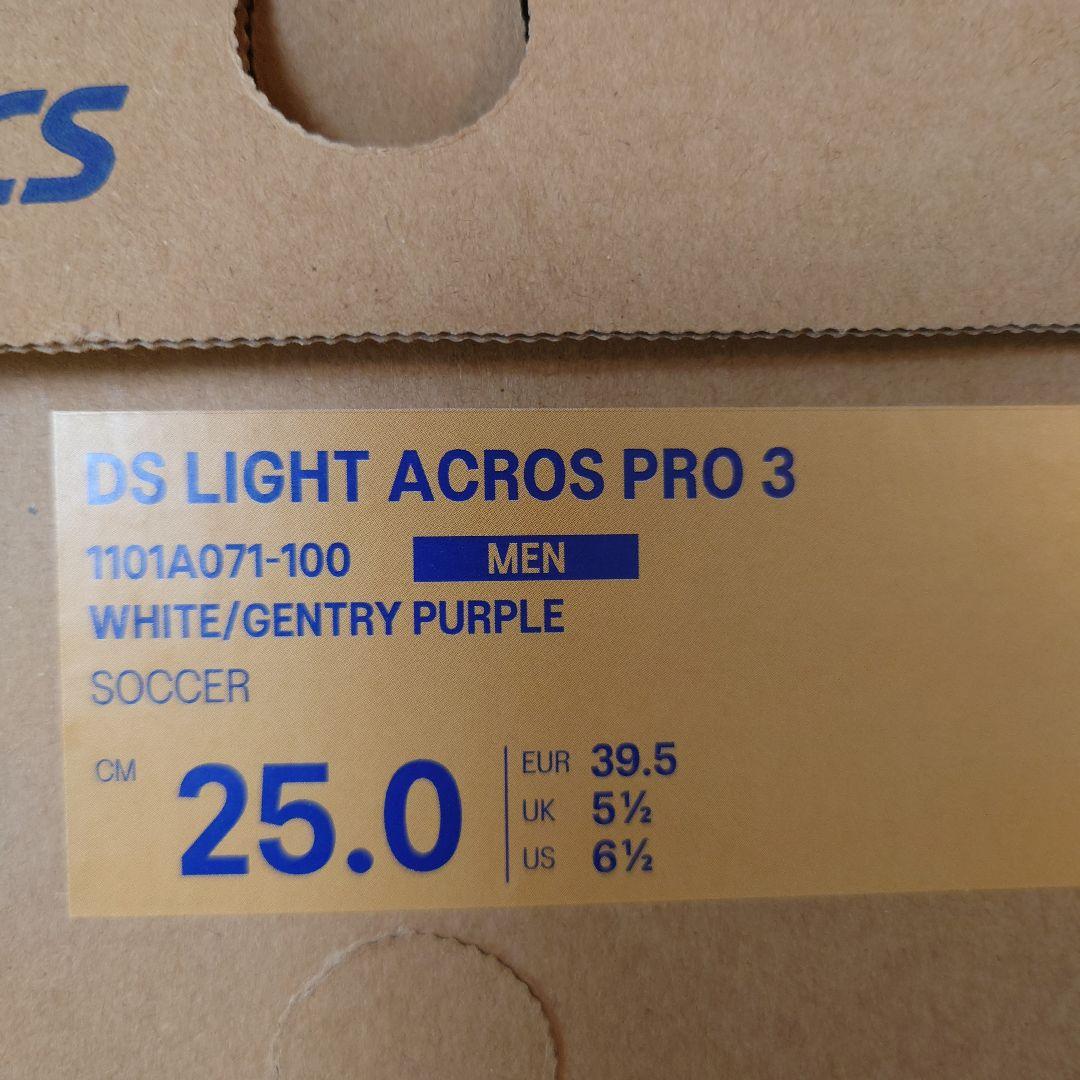 CS
DS LIGHT ACROS PRO 3
1101A071-100 MEN
WHITE/GENTRY PURPLE
SOCCER
CM 25.0
EUR 39.5
UK 5½
US 6½